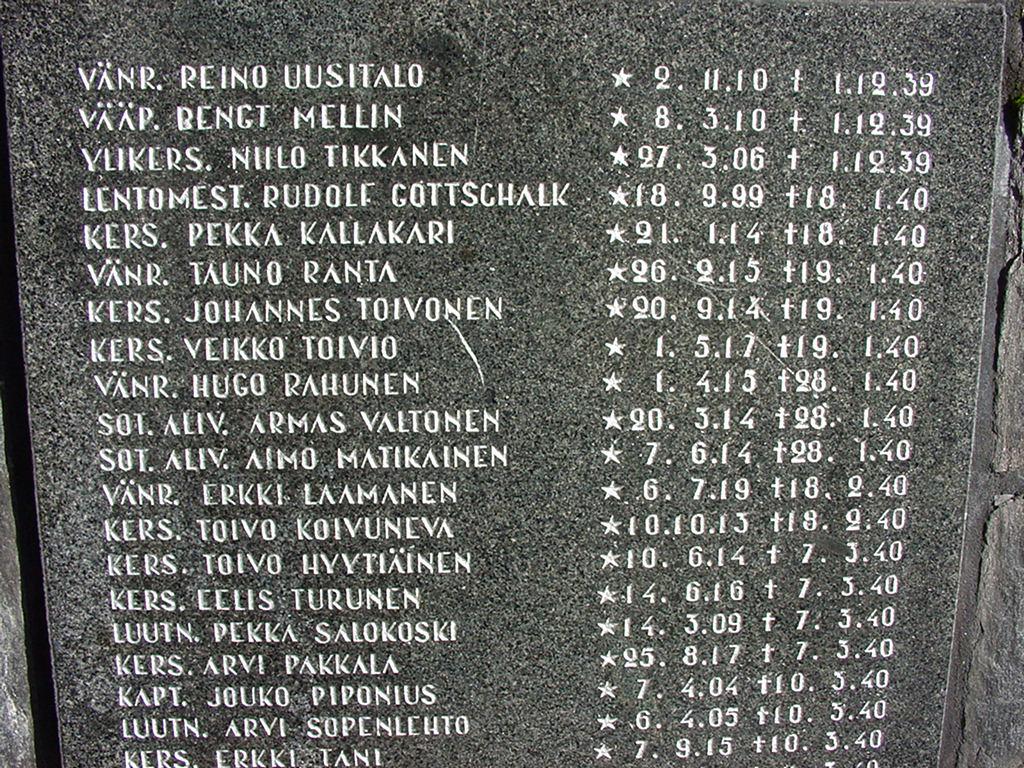 VÄNR. REINO UUSITALO ★ 2. 11.10 † 1.12.39
VÄÄP. BENGT MELLIN ★ 8. 3.10 † 1.12.39
YLIKERS. NIILO TIKKANEN ★ 27. 3.06 † 1.12.39
LENTOMEST. RUDOLF GOTTSCHALK ★ 18. 9.99 † 18. 1.40
KERS. PEKKA KALLAKARI ★ 21. 1.14 † 18. 1.40
VÄNR. TAUNO RANTA ★ 26. 2.15 † 19. 1.40
KERS. JOHANNES TOIVONEN ★ 20. 9.14 † 19. 1.40
KERS. VEIKKO TOIVIO ★ 1. 5.17 † 19. 1.40
VÄNR. HUGO RAHUNEN ★ 1. 4.15 † 28. 1.40
SOT. ALIV. ARMAS VALTONEN ★ 20. 3.14 † 28. 1.40
SOT. ALIV. AIMO MATIKAINEN ★ 7. 6.14 † 28. 1.40
VÄNR. ERKKI LAAMANEN ★ 6. 7.19 † 18. 2.40
KERS. TOIVO KOIVUNEVA ★ 10.10.13 † 18. 2.40
KERS. TOIVO HYYTIÄINEN ★ 10. 6.14 † 7. 3.40
KERS. EELIS TURUNEN ★ 14. 6.16 † 7. 3.40
LUUTN. PEKKA SALOKOSKI ★ 14. 3.09 † 7. 3.40
KERS. ARVI PAKKALA ★ 25. 8.17 † 7. 3.40
KAPT. JOUKO PIPONIUS ★ 7. 4.04 † 10. 3.40
LUUTN. ARVI SOPENLEHTO ★ 6. 4.05 † 10. 3.40
KERS. ERKKI TANI ★ 7. 9.15 † 10. 3.40